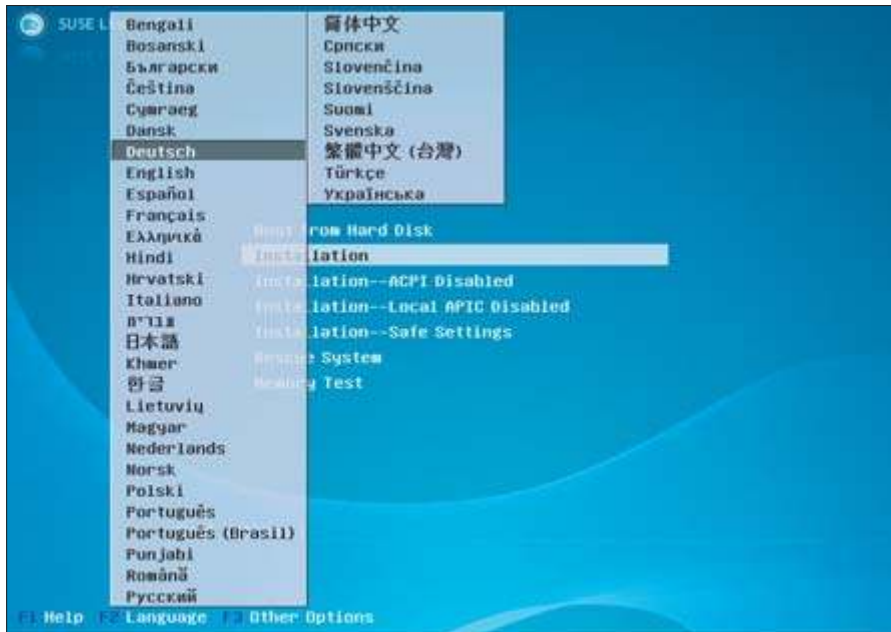 SUSE L
Bengali
Bosanski
Български
Čeština
Cymraeg
Dansk
Deutsch
English
Español
Français
Ελληνικά
Hindi
Hrvatski
Italiano
עברית
日本語
Khmer
한글
Lietuvių
Magyar
Nederlands
Norsk
Polski
Português
Português (Brasil)
Punjabi
Română
Русский
简体中文
Српски
Slovenčina
Slovenščina
Suomi
Svenska
繁體中文 (台灣)
Türkçe
Українська
Boot from Hard Disk
Installation
Installation--ACPI Disabled
Installation--Local APIC Disabled
Installation--Safe Settings
Rescue System
Memory Test
F1 Help F2 Language F3 Other Options